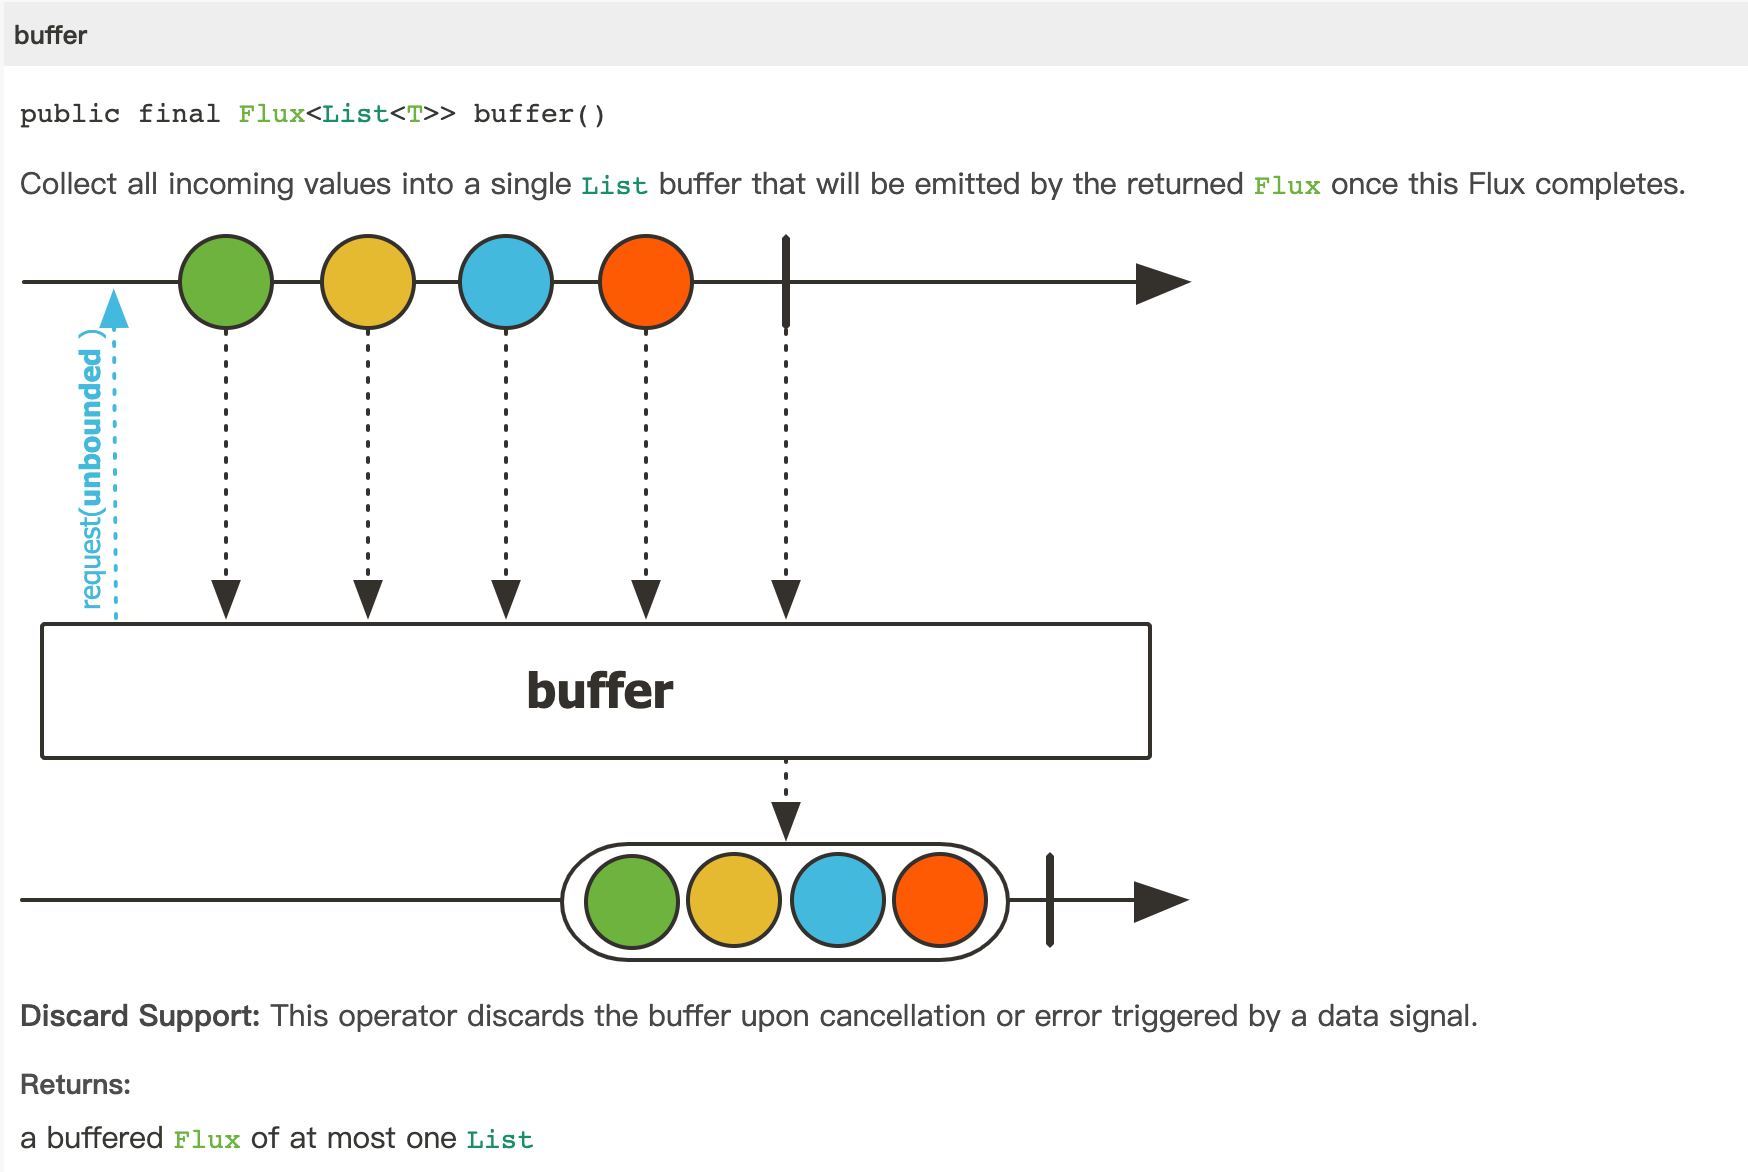 buffer
public final Flux<List<T>> buffer()
Collect all incoming values into a single List buffer that will be emitted by the returned Flux once this Flux completes.
request(unbounded )
buffer
Discard Support: This operator discards the buffer upon cancellation or error triggered by a data signal.
Returns:
a buffered Flux of at most one List